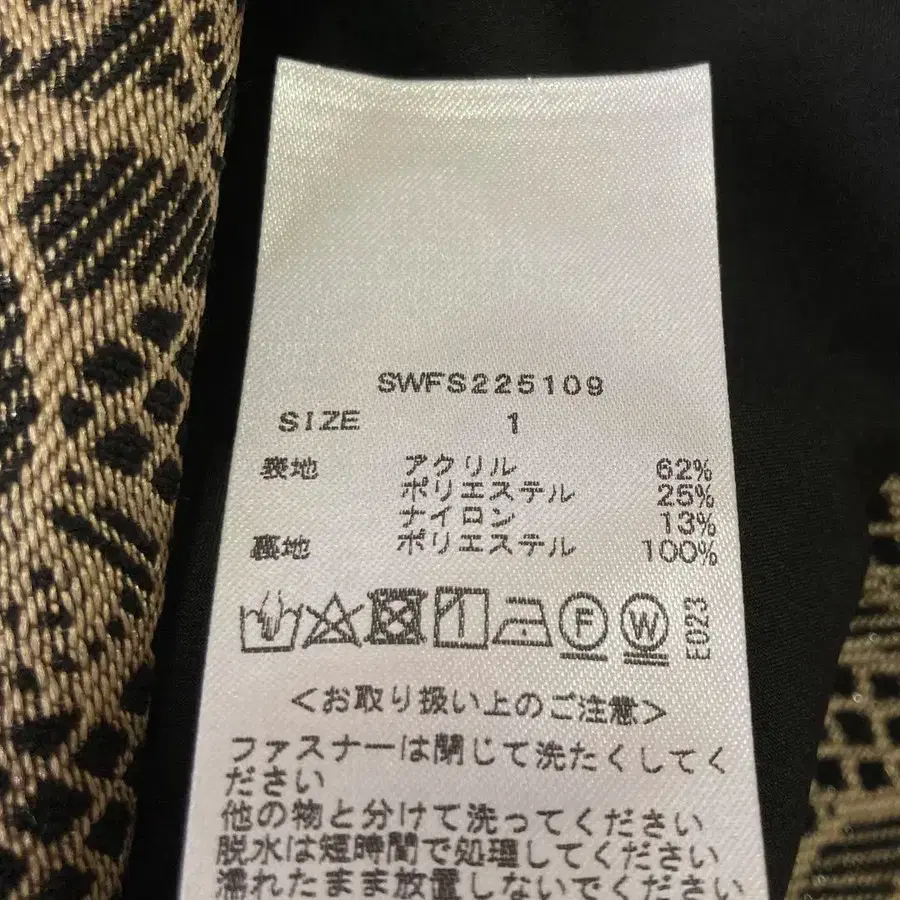 SWFS225109
SIZE 1
表地 アクリル 62%
ポリエステル 25%
ナイロン 13%
裏地 ポリエステル 100%
F W E023
<お取り扱い上のご注意>
ファスナーは閉じて洗たくしてく
ださい
他の物と分けて洗ってください
脱水は短時間で処理してください
濡れたまま放置しないでください